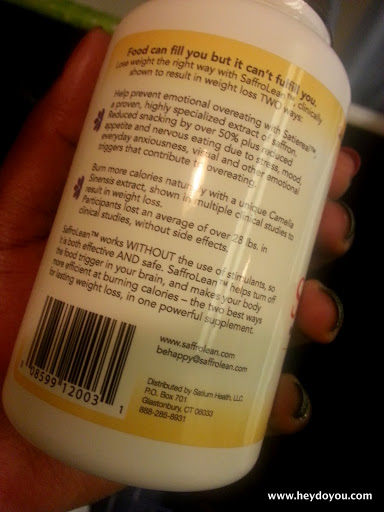 Food can fill you but it can't fulfill you.
Lose weight the right way with SaffroLean™, clinically
shown to result in weight loss TWO ways:
Help prevent emotional overeating with Satiereal™
a proven, highly specialized extract of saffron.
Reduced snacking by over 50% plus reduced
appetite and nervous eating due to stress, mood,
everyday anxiousness, visual and other emotional
triggers that contribute to overeating.
Burn more calories naturally with a unique Camellia
Sinensis extract, shown in multiple clinical studies to
result in weight loss.
Participants lost an average of over 28 lbs. in
clinical studies, without side effects.
SaffroLean™ works WITHOUT the use of stimulants, so
it is both effective AND safe. SaffroLean™ helps turn off
the food trigger in your brain, and makes your body
more efficient at burning calories – the two best ways
for lasting weight loss, in one powerful supplement.
www.saffrolean.com
behappy@saffrolean.com
Distributed by Satium Health, LLC.
P.O. Box 701
Glastonbury, CT 06033
888-285-8931
08599 12003 1
www.heydoyou.com